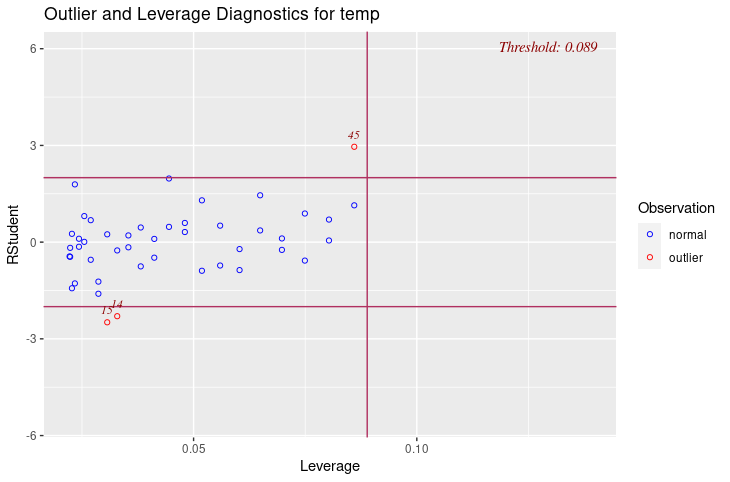 Outlier and Leverage Diagnostics for temp
Threshold: 0.089
6
3
0
-3
-6
RStudent
45
15
14
0.05
0.10
Leverage
Observation
normal
outlier